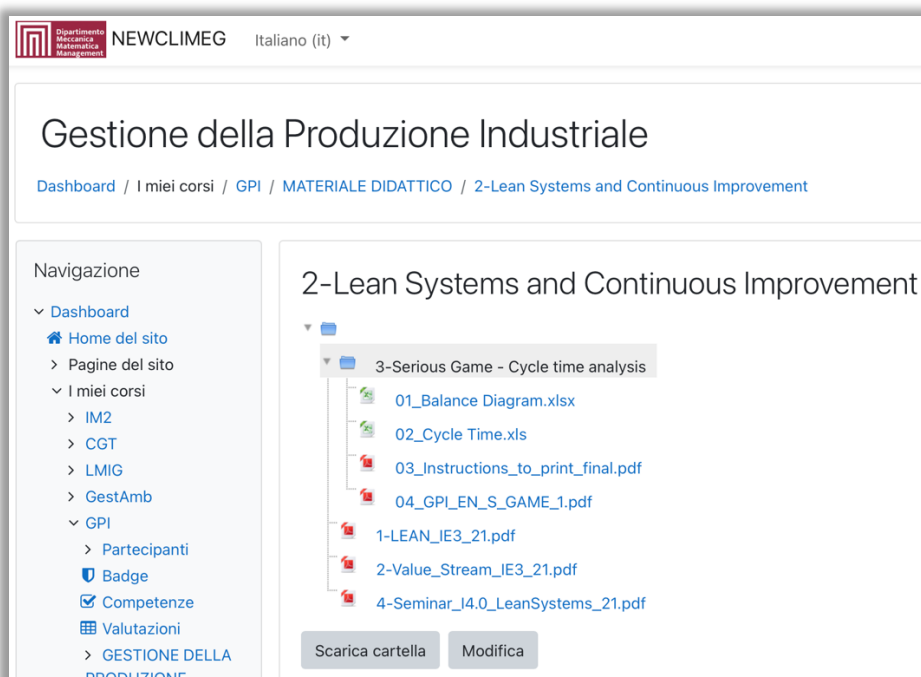 Dipartimento
Meccanica
Matematica
Management
NEWCLIMEG
Italiano (it)
Gestione della Produzione Industriale
Dashboard / I miei corsi / GPI / MATERIALE DIDATTICO / 2-Lean Systems and Continuous Improvement
Navigazione
Dashboard
Home del sito
Pagine del sito
I miei corsi
IM2
CGT
LMIG
GestAmb
GPI
Partecipanti
Badge
Competenze
Valutazioni
GESTIONE DELLA
PRODUZIONE
2-Lean Systems and Continuous Improvement
3-Serious Game - Cycle time analysis
01_Balance Diagram.xlsx
02_Cycle Time.xls
03_Instructions_to_print_final.pdf
04_GPI_EN_S_GAME_1.pdf
1-LEAN_IE3_21.pdf
2-Value_Stream_IE3_21.pdf
4-Seminar_I4.0_LeanSystems_21.pdf
Scarica cartella
Modifica